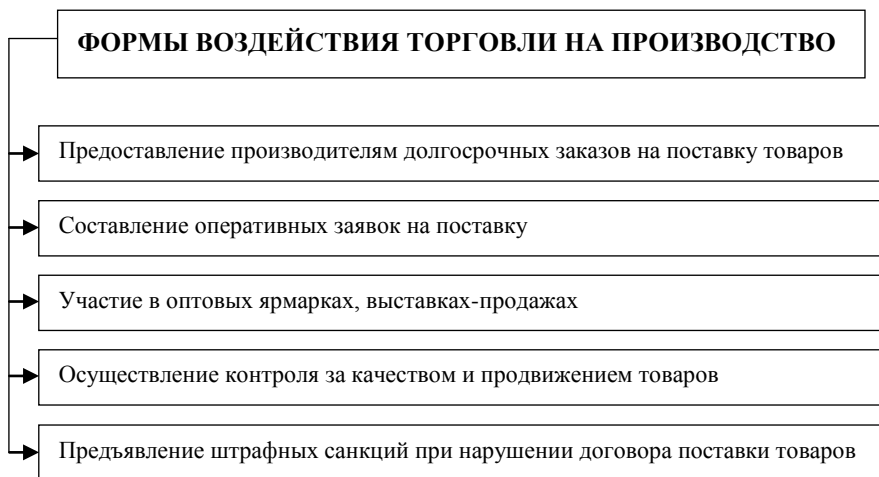 ФОРМЫ ВОЗДЕЙСТВИЯ ТОРГОВЛИ НА ПРОИЗВОДСТВО
Предоставление производителям долгосрочных заказов на поставку товаров
Составление оперативных заявок на поставку
Участие в оптовых ярмарках, выставках-продажах
Осуществление контроля за качеством и продвижением товаров
Предъявление штрафных санкций при нарушении договора поставки товаров